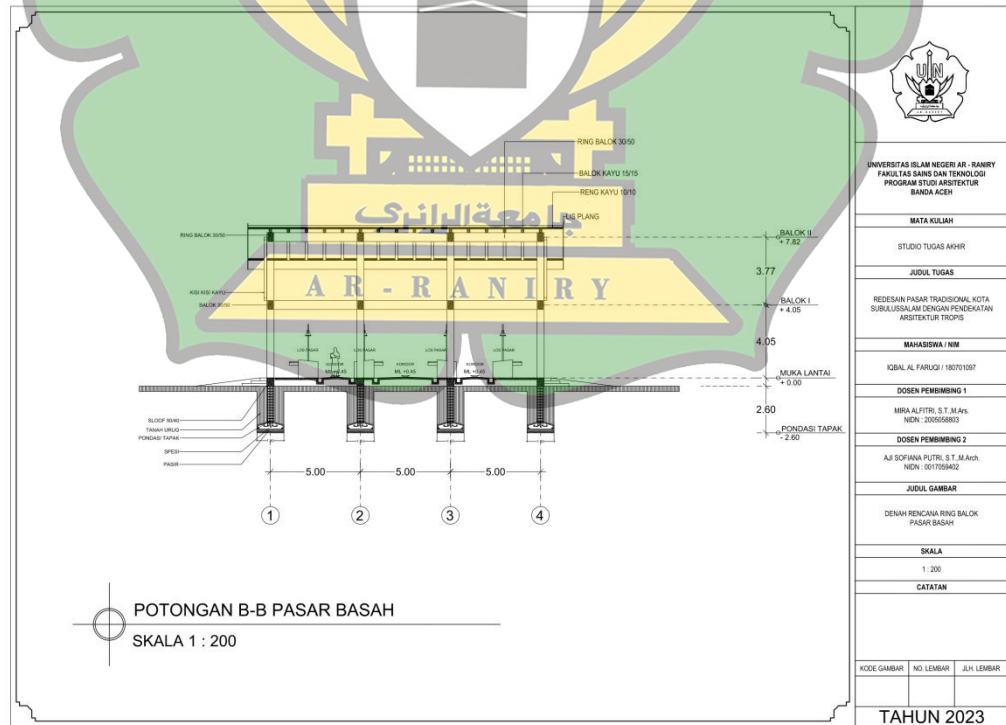 RING BALOK 30/50
BALOK KAYU 15/15
RENG KAYU 10/10
LIS PLANG
جامعة الرانري
AR-RANIRY
RING BALOK 30/50
KISI KISI KAYU
BALOK 30/50
BALOK II
+ 7.82
3.77
BALOK I
+ 4.05
4.05
MUKA LANTAI
+ 0.00
2.60
PONDASI TAPAK
- 2.60
LOS PASAR
LOS PASAR
LOS PASAR
LOS PASAR
KORIDOR
ML +0.45
KORIDOR
ML +0.45
SLOOF 30/40
TANAH URUG
PONDASI TAPAK
SPESI
PASIR
5.00
5.00
5.00
1
2
3
4
POTONGAN B-B PASAR BASAH
SKALA 1 : 200
UIN
AR-RANIRY
UNIVERSITAS ISLAM NEGERI AR - RANIRY
FAKULTAS SAINS DAN TEKNOLOGI
PROGRAM STUDI ARSITEKTUR
BANDA ACEH
MATA KULIAH
STUDIO TUGAS AKHIR
JUDUL TUGAS
REDESAIN PASAR TRADISIONAL KOTA
SUBULUSSALAM DENGAN PENDEKATAN
ARSITEKTUR TROPIS
MAHASISWA / NIM
IQBAL AL FARUQI / 180701097
DOSEN PEMBIMBING 1
MIRA ALFITRI, S.T.,M.Ars.
NIDN : 2005058803
DOSEN PEMBIMBING 2
AJI SOFIANA PUTRI, S.T.,M.Arch.
NIDN : 0017059402
JUDUL GAMBAR
DENAH RENCANA RING BALOK
PASAR BASAH
SKALA
1 : 200
CATATAN
KODE GAMBAR
NO. LEMBAR
JLH. LEMBAR
TAHUN 2023